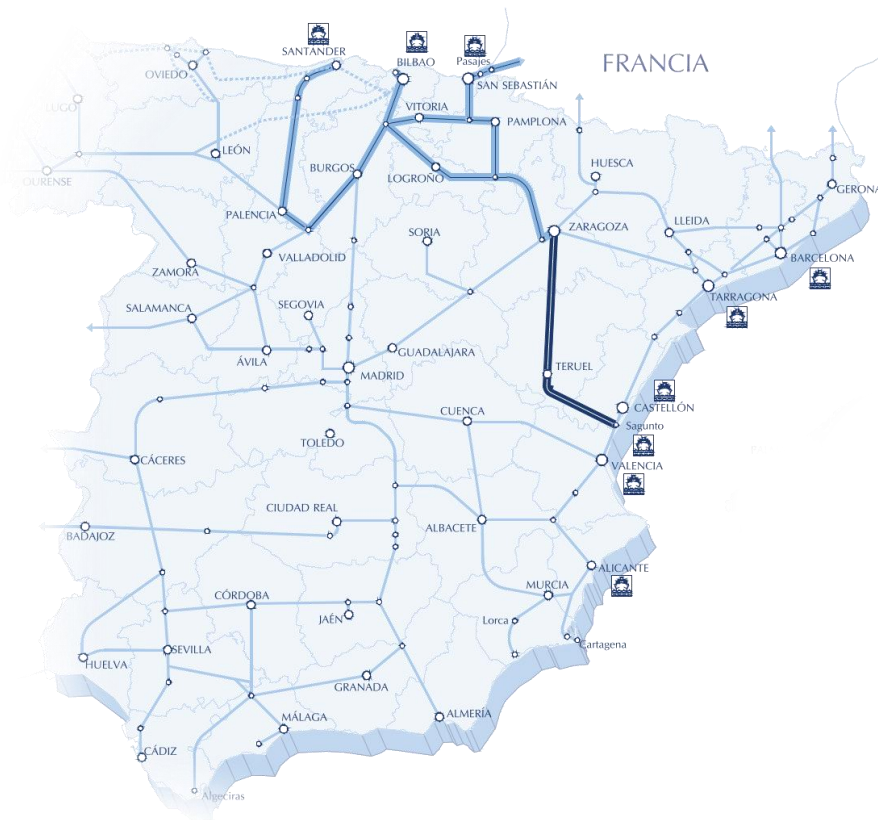 SANTANDER
BILBAO
Pasajes
FRANCIA
OVIEDO
SAN SEBASTIÁN
LUGO
VITORIA
PAMPLONA
LEÓN
HUESCA
BURGOS
LOGROÑO
OURENSE
GERONA
PALENCIA
SORIA
LLEIDA
ZARAGOZA
VALLADOLID
BARCELONA
ZAMORA
TARRAGONA
SALAMANCA
SEGOVIA
GUADALAJARA
ÁVILA
MADRID
TERUEL
CASTELLÓN
CUENCA
Sagunto
TOLEDO
CÁCERES
VALENCIA
CIUDAD REAL
ALBACETE
BADAJOZ
ALICANTE
MURCIA
CÓRDOBA
JAÉN
Lorca
Cartagena
SEVILLA
HUELVA
GRANADA
MÁLAGA
ALMERÍA
CÁDIZ
Algeciras